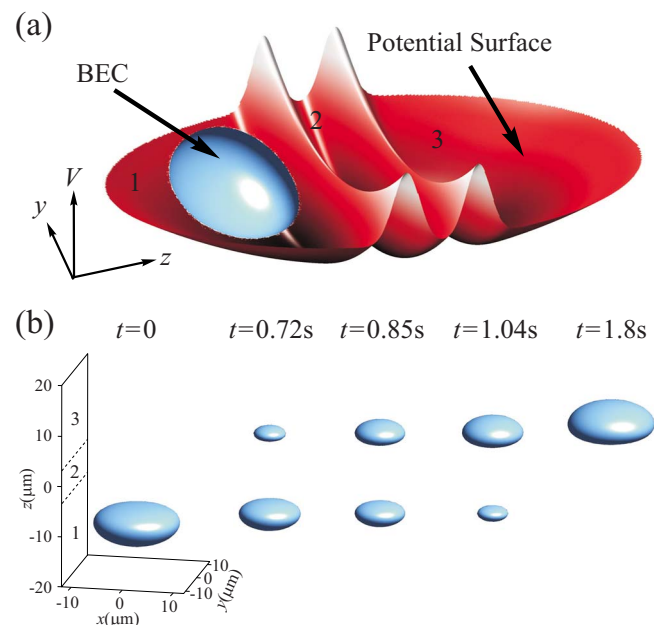 (a)
Potential Surface
BEC
2
3
1
V
y
z
(b)
t=0 t=0.72s t=0.85s t=1.04s t=1.8s
20
10
0
-10
-20
z(μm)
3
2
1
10
0
-10
y(μm)
-10 0 10
x(μm)